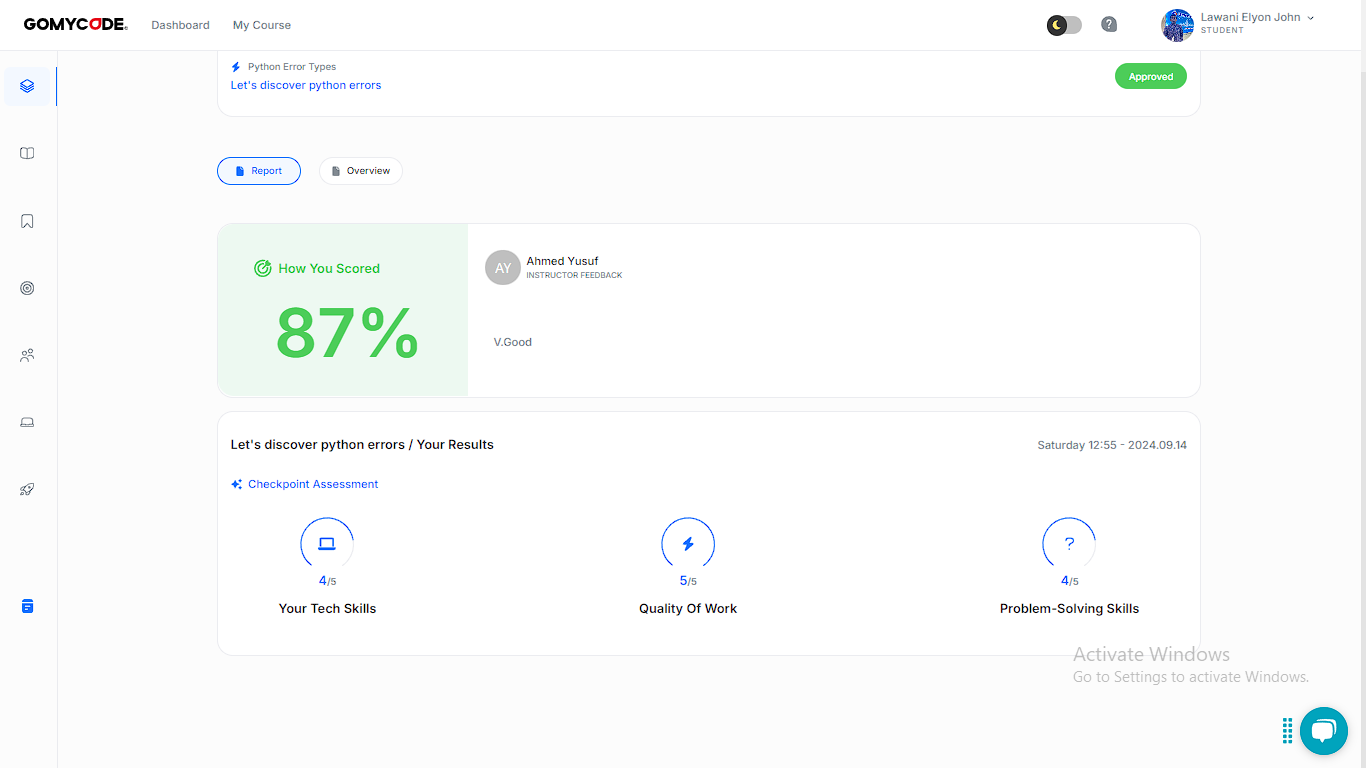 GOMYCODE
Dashboard
My Course
?
Lawani Elyon John
STUDENT
Python Error Types
Let's discover python errors
Approved
Report
Overview
How You Scored
87%
AY
Ahmed Yusuf
INSTRUCTOR FEEDBACK
V.Good
Let's discover python errors / Your Results
Saturday 12:55 - 2024.09.14
Checkpoint Assessment
?
4/5
5/5
4/5
Your Tech Skills
Quality Of Work
Problem-Solving Skills
Activate Windows
Go to Settings to activate Windows.